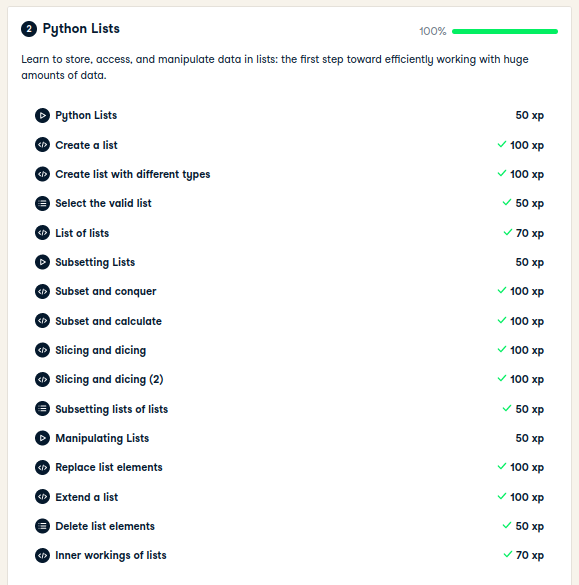 2 Python Lists 100%
Learn to store, access, and manipulate data in lists: the first step toward efficiently working with huge
amounts of data.
Python Lists 50 xp
Create a list 100 xp
Create list with different types 100 xp
Select the valid list 50 xp
List of lists 70 xp
Subsetting Lists 50 xp
Subset and conquer 100 xp
Subset and calculate 100 xp
Slicing and dicing 100 xp
Slicing and dicing (2) 100 xp
Subsetting lists of lists 50 xp
Manipulating Lists 50 xp
Replace list elements 100 xp
Extend a list 100 xp
Delete list elements 50 xp
Inner workings of lists 70 xp